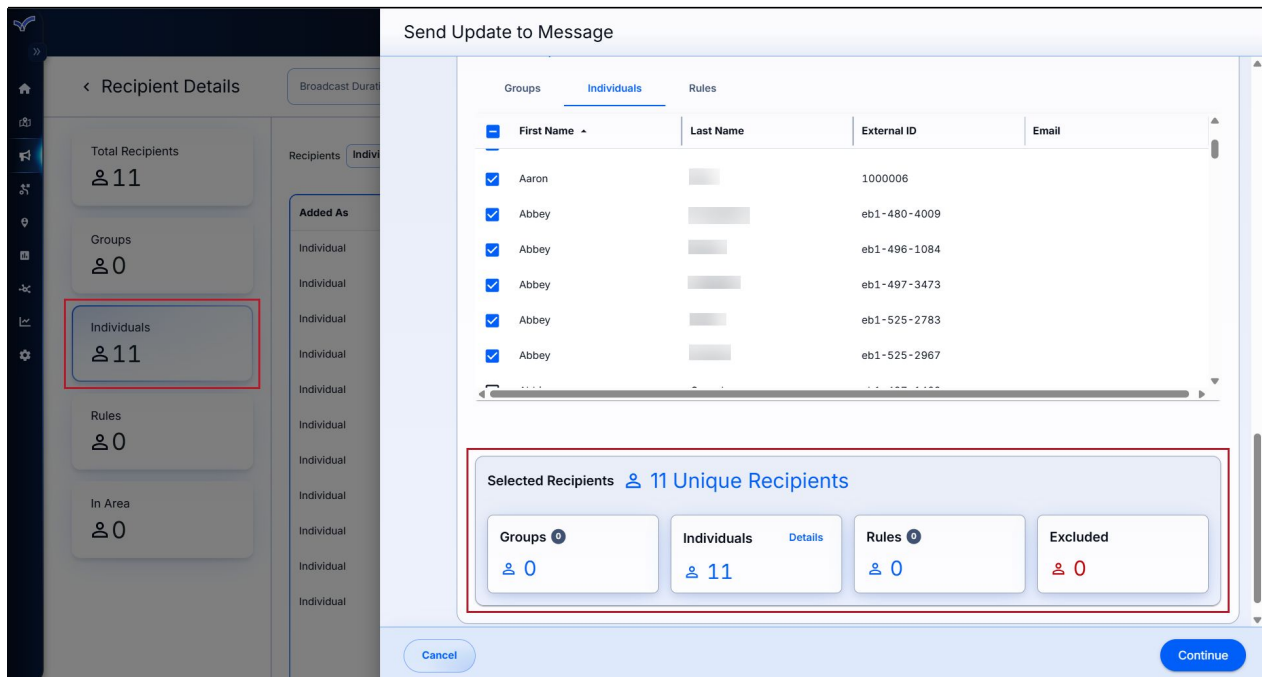 Send Update to Message
Recipient Details
Broadcast Durat
Total Recipients
11
Groups
0
Individuals
11
Rules
0
In Area
0
Recipients Indivi
Added As
Individual
Individual
Individual
Individual
Individual
Individual
Individual
Individual
Individual
Individual
Individual
Groups Individuals Rules
First Name Last Name External ID Email
Aaron 1000006
Abbey eb1-480-4009
Abbey eb1-496-1084
Abbey eb1-497-3473
Abbey eb1-525-2783
Abbey eb1-525-2967
Selected Recipients 11 Unique Recipients
Groups 0 Individuals Details Rules 0 Excluded
0 11 0 0
Cancel Continue